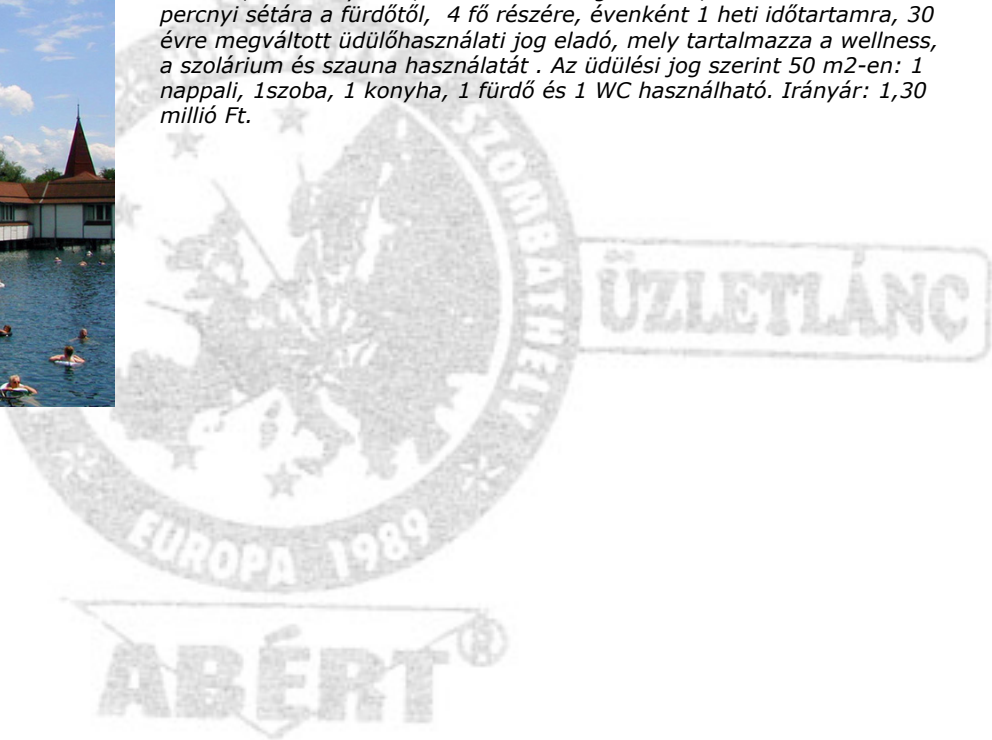 percnyi sétára a fürdőtől,  4 fő részére, évenként 1 heti időtartamra, 30
évre megváltott üdülőhasználati jog eladó, mely tartalmazza a wellness,
a szolárium és szauna használatát . Az üdülési jog szerint 50 m2-en: 1
nappali, 1szoba, 1 konyha, 1 fürdő és 1 WC használható. Irányár: 1,30
millió Ft.
SZOMBATHELY
ÜZLETLÁNC
EUROPA 1989
ABÉRT®